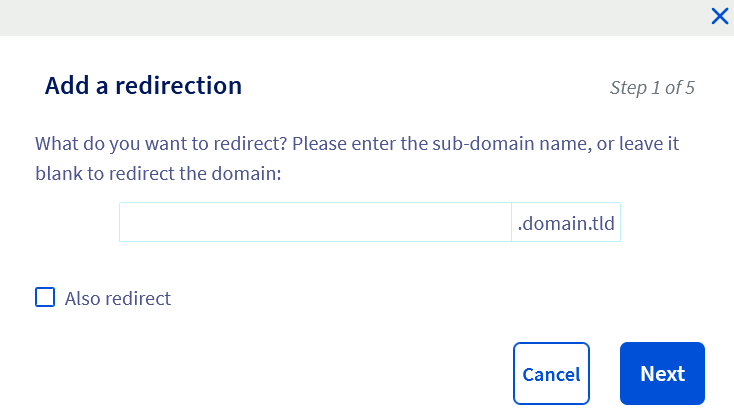 Add a redirection
Step 1 of 5
What do you want to redirect? Please enter the sub-domain name, or leave it
blank to redirect the domain:
.domain.tld
Also redirect
Cancel
Next